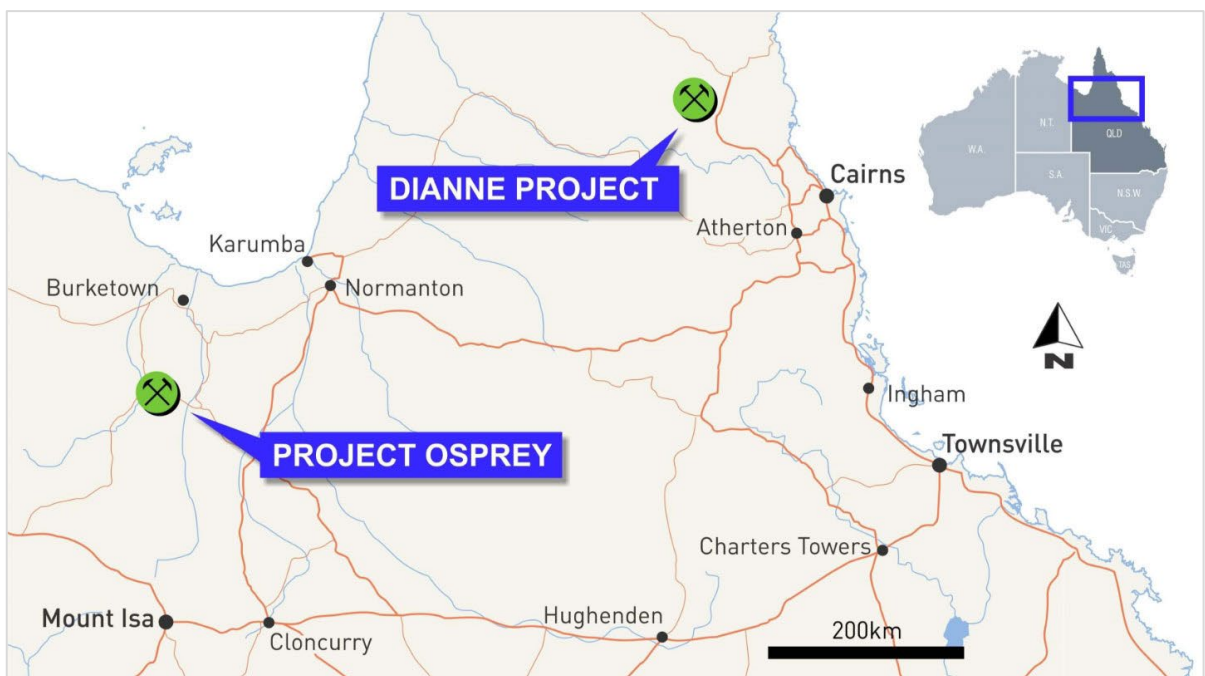 DIANNE PROJECT
Cairns
Atherton
Karumba
Burketown
Normanton
Ingham
PROJECT OSPREY
Townsville
Charters Towers
Mount Isa
Cloncurry
Hughenden
200km
N
N.T.
QLD
W.A.
S.A.
N.S.W.
VIC
TAS